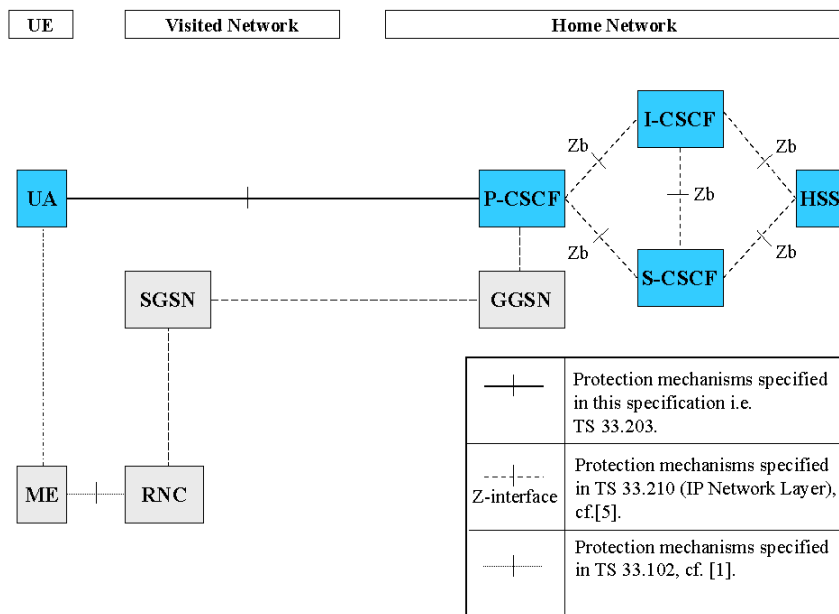 UE
Visited Network
Home Network
I-CSCF
Zb
Zb
UA
P-CSCF
Zb
HSS
Zb
Zb
S-CSCF
SGSN
GGSN
ME
RNC
Protection mechanisms specified
in this specification i.e.
TS 33.203.
Z-interface
Protection mechanisms specified
in TS 33.210 (IP Network Layer),
cf.[5].
Protection mechanisms specified
in TS 33.102, cf. [1].